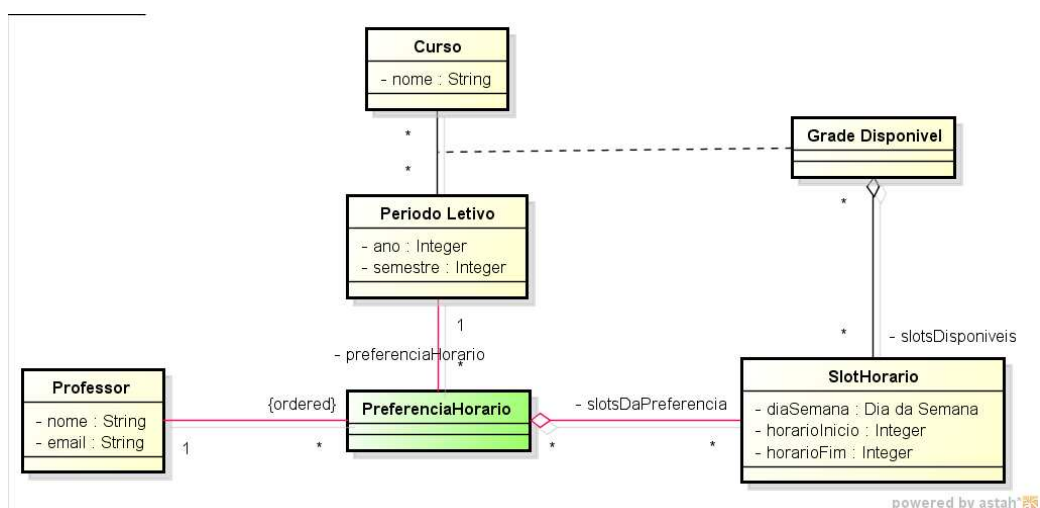 Curso
- nome : String
*
*
Grade Disponivel
*
Periodo Letivo
- ano : Integer
- semestre : Integer
1
- preferenciaHorario
*
*
- slotsDisponiveis
Professor
- nome : String
- email : String
1
{ordered}
*
PreferenciaHorario
- slotsDaPreferencia
*
*
SlotHorario
- diaSemana : Dia da Semana
- horarioInicio : Integer
- horarioFim : Integer
powered by astah*